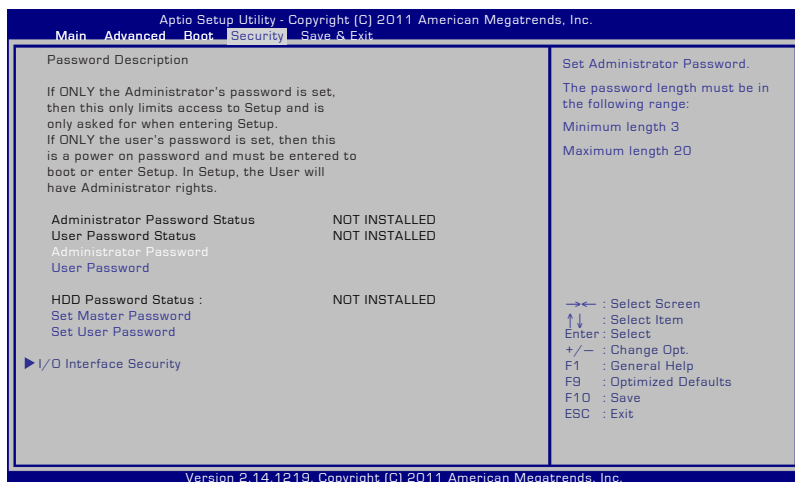 Aptio Setup Utility - Copyright (C) 2011 American Megatrends, Inc.
Main Advanced Boot Security Save & Exit
Password Description
If ONLY the Administrator's password is set,
then this only limits access to Setup and is
only asked for when entering Setup.
If ONLY the user's password is set, then this
is a power on password and must be entered to
boot or enter Setup. In Setup, the User will
have Administrator rights.
Administrator Password Status NOT INSTALLED
User Password Status NOT INSTALLED
Administrator Password
User Password
HDD Password Status : NOT INSTALLED
Set Master Password
Set User Password
▶ I/O Interface Security
Set Administrator Password.
The password length must be in
the following range:
Minimum length 3
Maximum length 20
→← : Select Screen
↑↓ : Select Item
Enter : Select
+/— : Change Opt.
F1 : General Help
F9 : Optimized Defaults
F10 : Save
ESC : Exit
Version 2.14.1219. Copyright (C) 2011 American Megatrends, Inc.